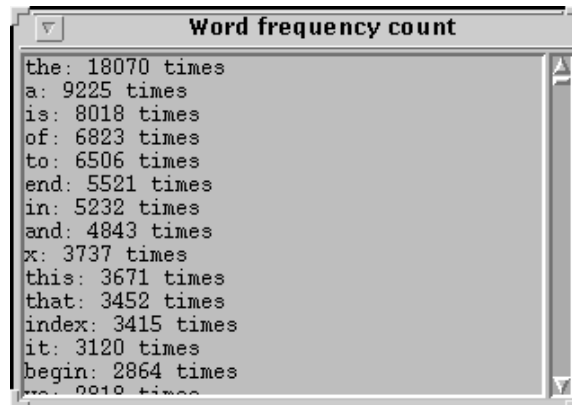 Word frequency count
the: 18070 times
a: 9225 times
is: 8018 times
of: 6823 times
to: 6506 times
end: 5521 times
in: 5232 times
and: 4843 times
x: 3737 times
this: 3671 times
that: 3452 times
index: 3415 times
it: 3120 times
begin: 2864 times